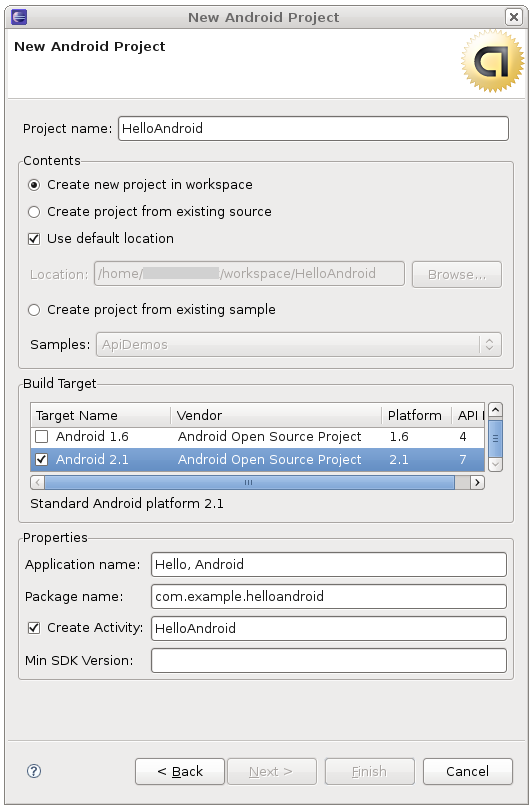 New Android Project
New Android Project
Project name: HelloAndroid
Contents
Create new project in workspace
Create project from existing source
Use default location
Location: /home/ /workspace/HelloAndroid Browse...
Create project from existing sample
Samples: ApiDemos
Build Target
Target Name Vendor Platform API
Android 1.6 Android Open Source Project 1.6 4
Android 2.1 Android Open Source Project 2.1 7
Standard Android platform 2.1
Properties
Application name: Hello, Android
Package name: com.example.helloandroid
Create Activity: HelloAndroid
Min SDK Version:
? < Back Next > Finish Cancel